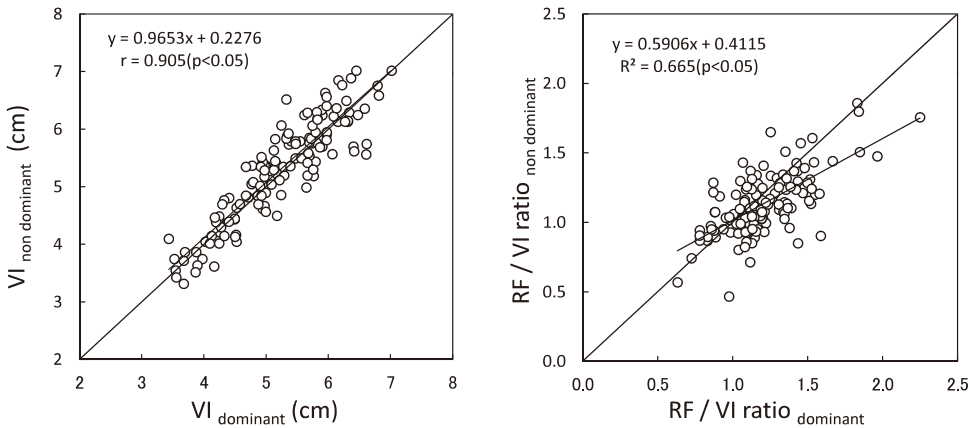 8
7
6
5
4
3
2
y = 0.9653x + 0.2276
r = 0.905(p<0.05)
VI non dominant (cm)
2 3 4 5 6 7 8
VI dominant (cm)
2.5
2.0
1.5
1.0
0.5
0.0
y = 0.5906x + 0.4115
R² = 0.665(p<0.05)
RF / VI ratio non dominant
0.0 0.5 1.0 1.5 2.0 2.5
RF / VI ratio dominant